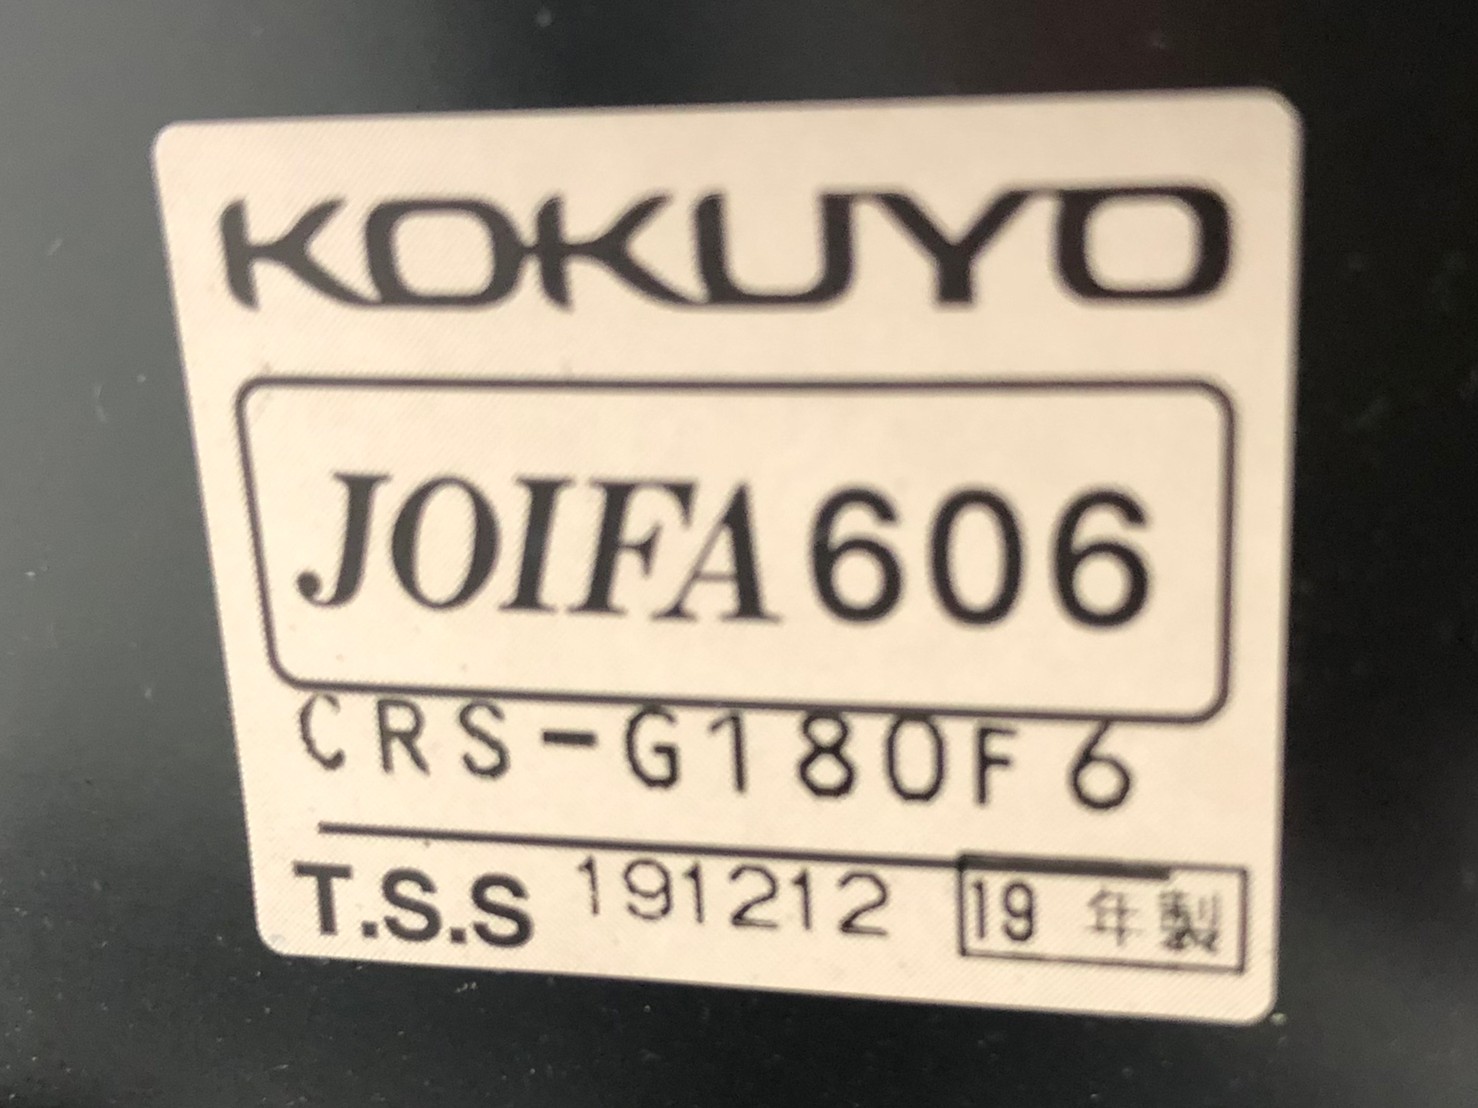 KOKUYO
JOIFA606
CRS-G180F6
T.S.S 191212 19 年製